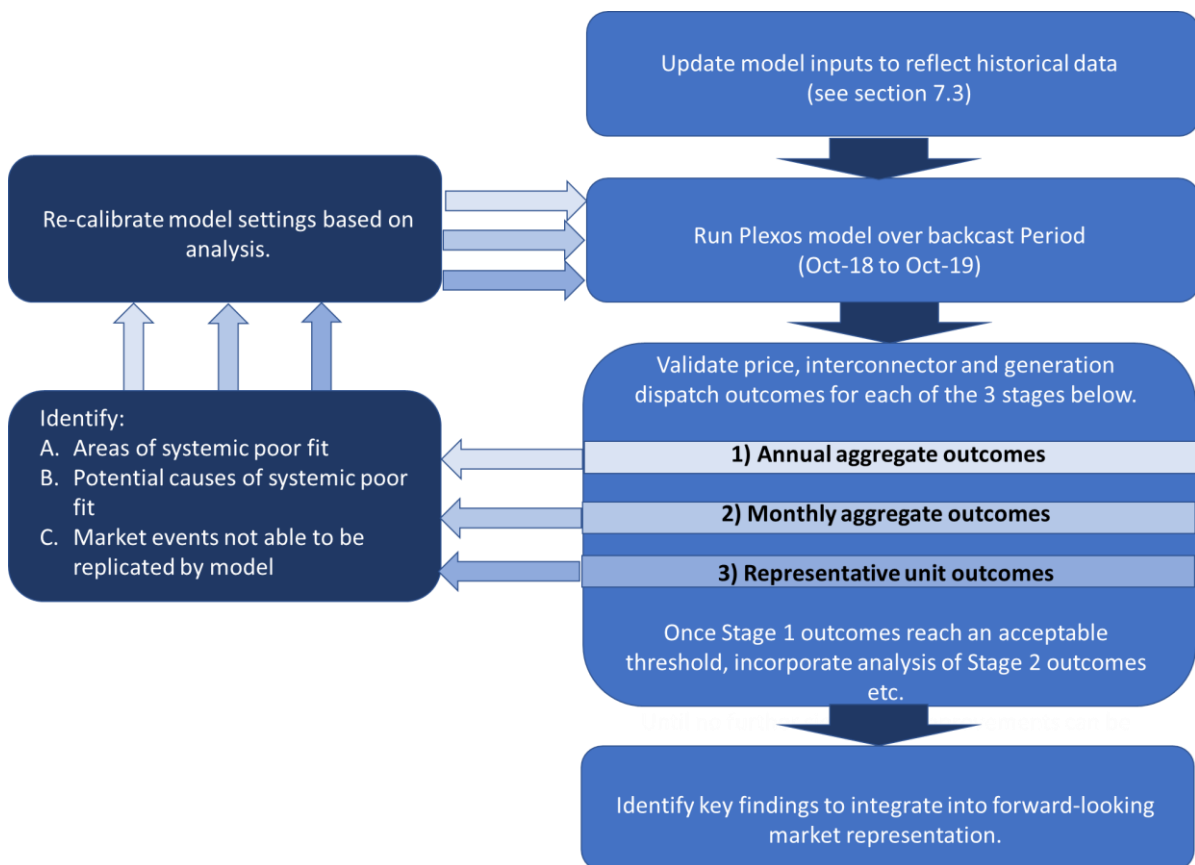 Update model inputs to reflect historical data
(see section 7.3)
Re-calibrate model settings based on
analysis.
Run Plexos model over backcast Period
(Oct-18 to Oct-19)
Validate price, interconnector and generation
dispatch outcomes for each of the 3 stages below.
1) Annual aggregate outcomes
2) Monthly aggregate outcomes
3) Representative unit outcomes
Once Stage 1 outcomes reach an acceptable
threshold, incorporate analysis of Stage 2 outcomes
etc.
Identify:
A. Areas of systemic poor fit
B. Potential causes of systemic poor
fit
C. Market events not able to be
replicated by model
Identify key findings to integrate into forward-looking
market representation.